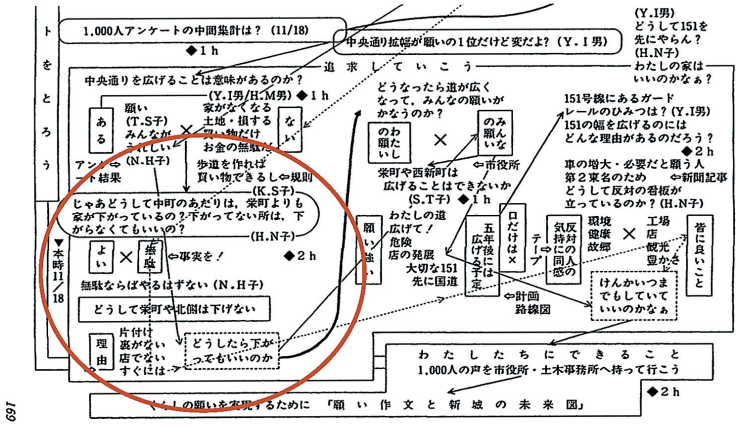 トをとろう
1,000人アンケートの中間集計は? (11/18)
◆1h
中央通り拡幅が願いの1位だけど変だよ? (Y.I男)
(Y.I男)
どうして151を
先にやらん?
(H.N子)
わたしの家は
いいのかなぁ?
追求していこう
中央通りを広げることは意味があるのか?
(Y.I男/H.M男) ◆1h
ある
願い
(T.S子)
みんなが
うれしい
(N.H子)
×
家がなくなる
土地・損する
買い物だけ
お金の無駄だ
ない
アンケ⇨
ート結果
歩道を作れば
買い物できるし⇦規則
(K.S子)
じゃあどうして中町のあたりは,栄町よりも
家が下がっているの?下がってない所は,下
がらなくてもいいの?
(H.N子)
よい
×
無駄
⇦事実を!
◆2h
無駄ならばやるはずない (N.H子)
どうして栄町や北側は下げない
理由
片付け
裏がない
店でない
すぐには
どうしたら下が
ってもいいのか
▼本時11/18
どうなったら道が広く
なって,みんなの願いが
かなうのか?
わたしの願い
×
みんなの願い
⇦市役所
栄町や西新町は
広げることはできないか
(S.T子) ◆1h
願い強い
わたしの道
広げて!
危険
店の発展
大切な151
先に国道
五年後には広げる予定
口だけは×
⇦計画
路線図
151号線にあるガード
レールのひみつは? (Y.I男)
151の幅を広げるのには
どんな理由があるのだろう?
◆2h
車の増大・必要だと願う人
第2東名のため ⇦新聞記事
どうして反対の看板が
立っているのか? (H.N子)
テープ
反対の人の気持に同感
環境
健康
故郷
×
工場
店
観光
豊かさ
皆に良いこと
けんかいつま
でもしていて
いいのかなぁ
わたしたちにできること
1,000人の声を市役所・土木事務所へ持って行こう
◆2h
くらしの願いを実現するために 「願い作文と新城の未来図」
169